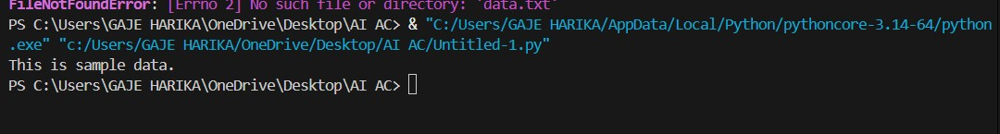 FileNotFoundError: [Errno 2] No such file or directory: 'data.txt'
PS C:\Users\GAJE HARIKA\OneDrive\Desktop\AI AC> & "C:/Users/GAJE HARIKA/AppData/Local/Python/pythoncore-3.14-64/python
.exe" "c:/Users/GAJE HARIKA/OneDrive/Desktop/AI AC/Untitled-1.py"
This is sample data.
PS C:\Users\GAJE HARIKA\OneDrive\Desktop\AI AC>